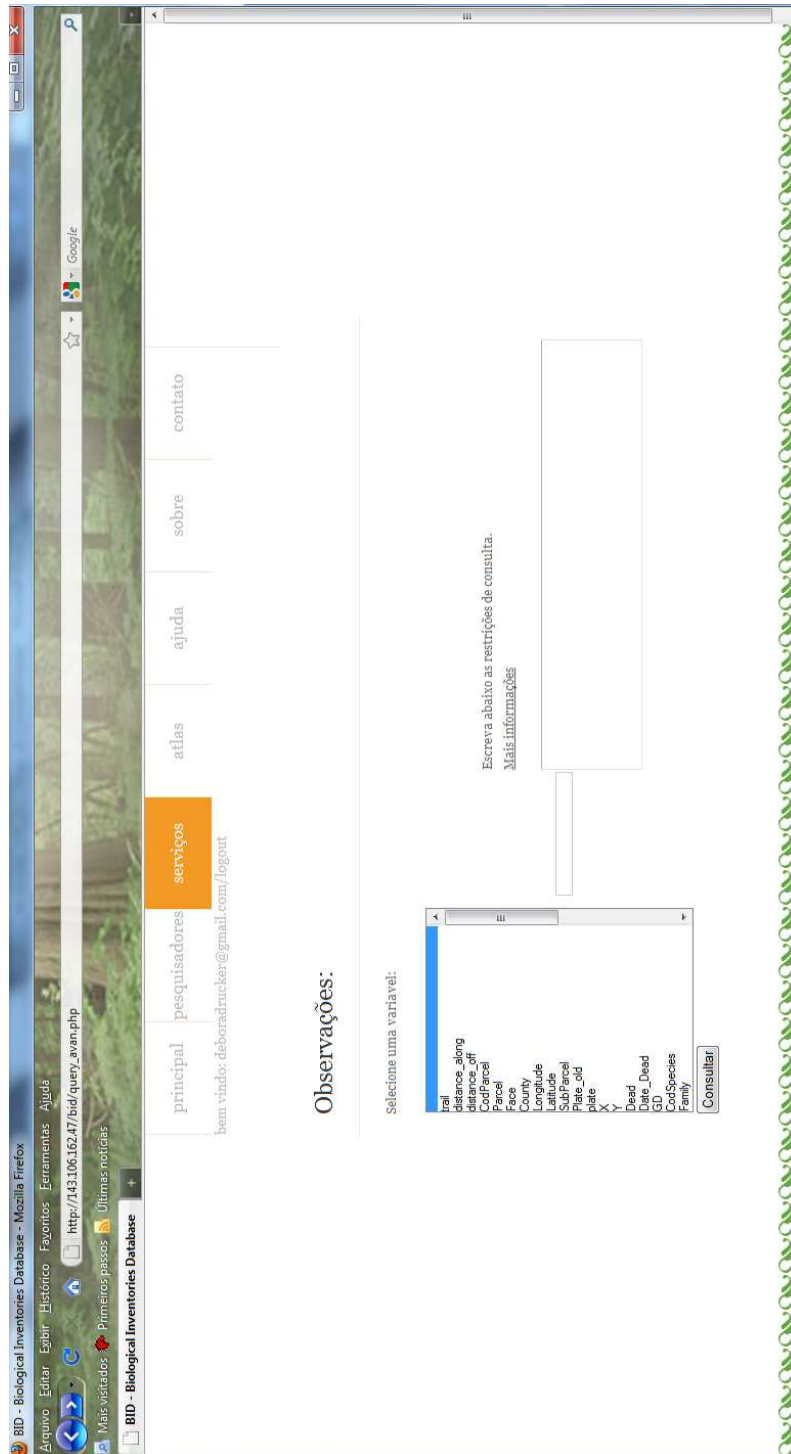 BID - Biological Inventories Database - Mozilla Firefox
Arquivo Editar Exibir Histórico Favoritos Ferramentas Ajuda
http://143.106.162.47/bid/query_avan.php
Google
Mais visitados Primeiros passos Últimas notícias
BID - Biological Inventories Database
principal pesquisadores serviços atlas ajuda sobre contato
bem vindo: deboradrucker@gmail.com/logout
Observações:
Selecione uma variavel:
trail
distance_along
distance_off
CodParcel
Parcel
Face
County
Longitude
Latitude
SubParcel
Plate_old
plate
X
Y
Dead
Date_Dead
GD
CodSpecies
Family
Escreva abaixo as restrições de consulta.
Mais informações
Consultar